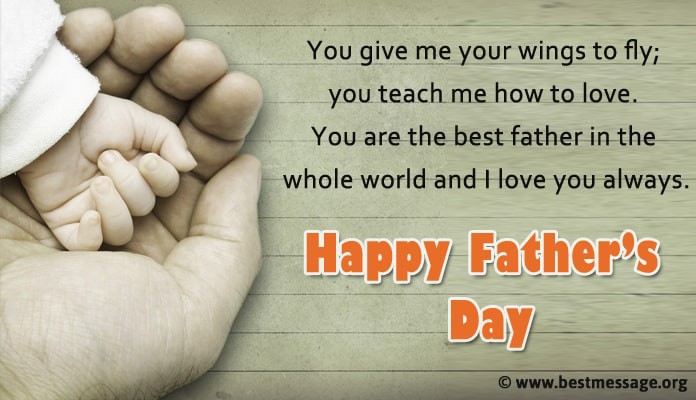 You give me your wings to fly;
you teach me how to love.
You are the best father in the
whole world and I love you always.
Happy Father's
Day
© www.bestmessage.org